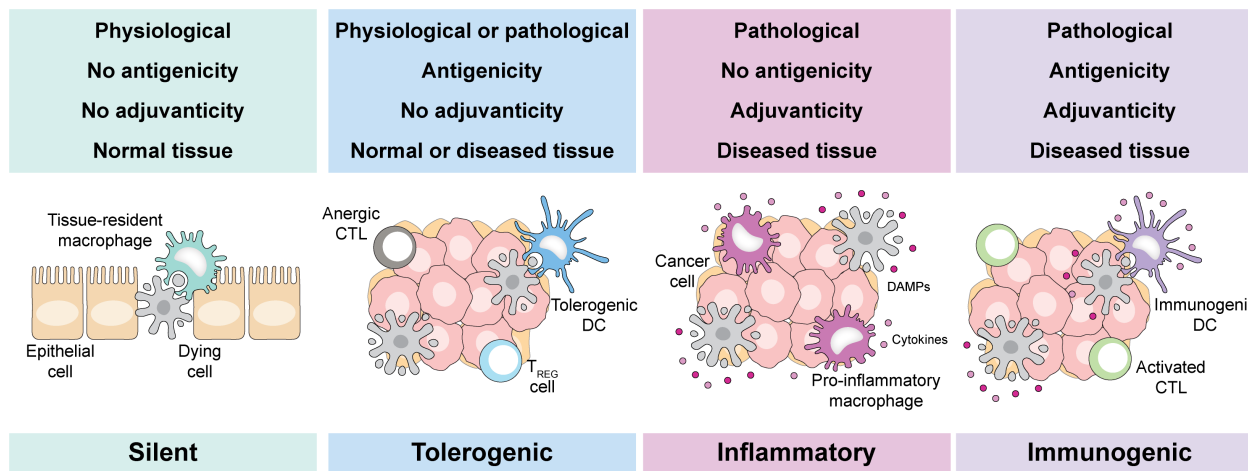 Physiological
No antigenicity
No adjuvanticity
Normal tissue
Physiological or pathological
Antigenicity
No adjuvanticity
Normal or diseased tissue
Pathological
No antigenicity
Adjuvanticity
Diseased tissue
Pathological
Antigenicity
Adjuvanticity
Diseased tissue
Tissue-resident
macrophage
Epithelial
cell
Dying
cell
Anergic
CTL
Tolerogenic
DC
TREG
cell
Cancer
cell
DAMPs
Cytokines
Pro-inflammatory
macrophage
Immunogeni
DC
Activated
CTL
Silent
Tolerogenic
Inflammatory
Immunogenic